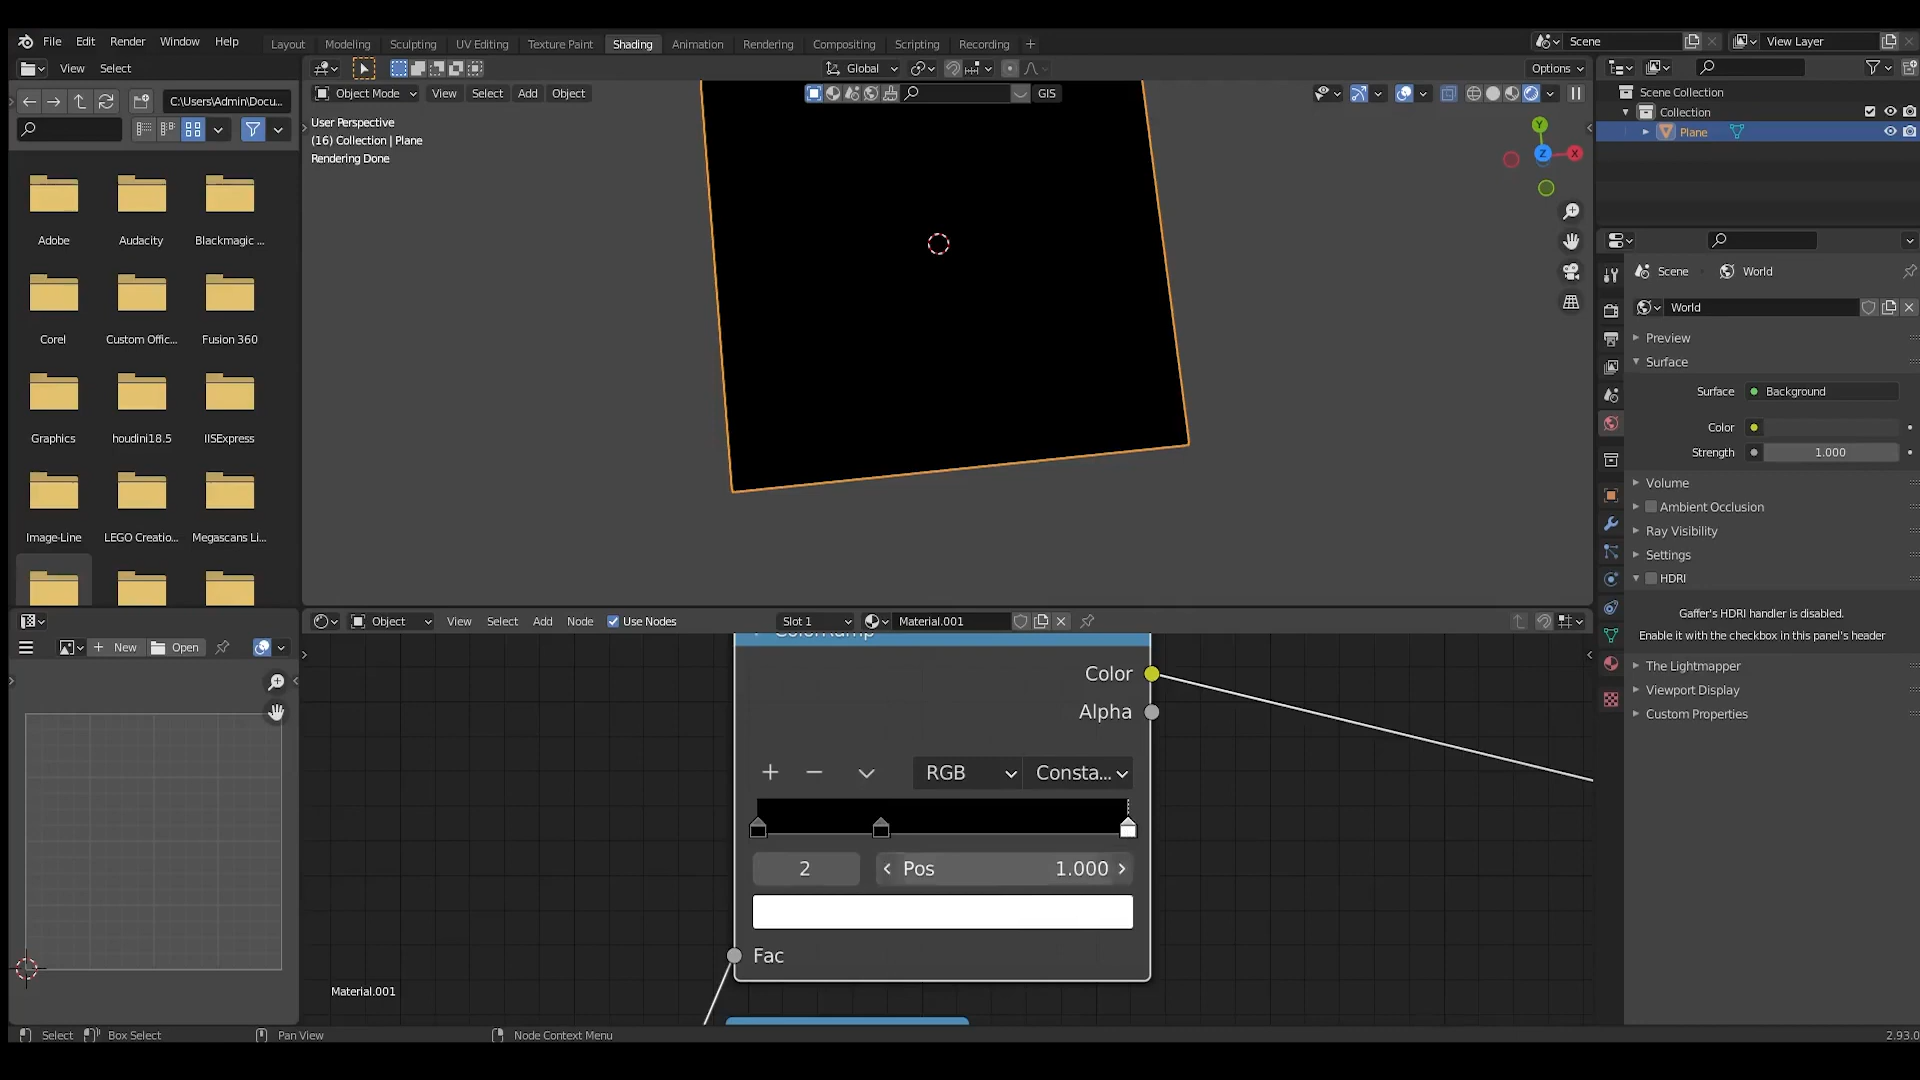 File Edit Render Window Help
Layout Modeling Sculpting UV Editing Texture Paint Shading Animation Rendering Compositing Scripting Recording
Scene
View Layer
View Select
Global
Options
C:\Users\Admin\Docu...
Object Mode View Select Add Object
GIS
User Perspective
(16) Collection | Plane
Rendering Done
Y
Z
X
Scene Collection
Collection
Plane
Adobe Audacity Blackmagic ...
Corel Custom Offic... Fusion 360
Graphics houdini18.5 IISExpress
Image-Line LEGO Creatio... Megascans Li...
Scene World
World
Preview
Surface
Surface Background
Color
Strength 1.000
Volume
Ambient Occlusion
Ray Visibility
Settings
HDRI
Gaffer's HDRI handler is disabled.
Enable it with the checkbox in this panel's header
The Lightmapper
Viewport Display
Custom Properties
New Open
Object View Select Add Node Use Nodes
Slot 1
Material.001
ColorRamp
Color
Alpha
RGB Consta...
2 Pos 1.000
Fac
Material.001
Select Box Select Pan View Node Context Menu
2.93.0